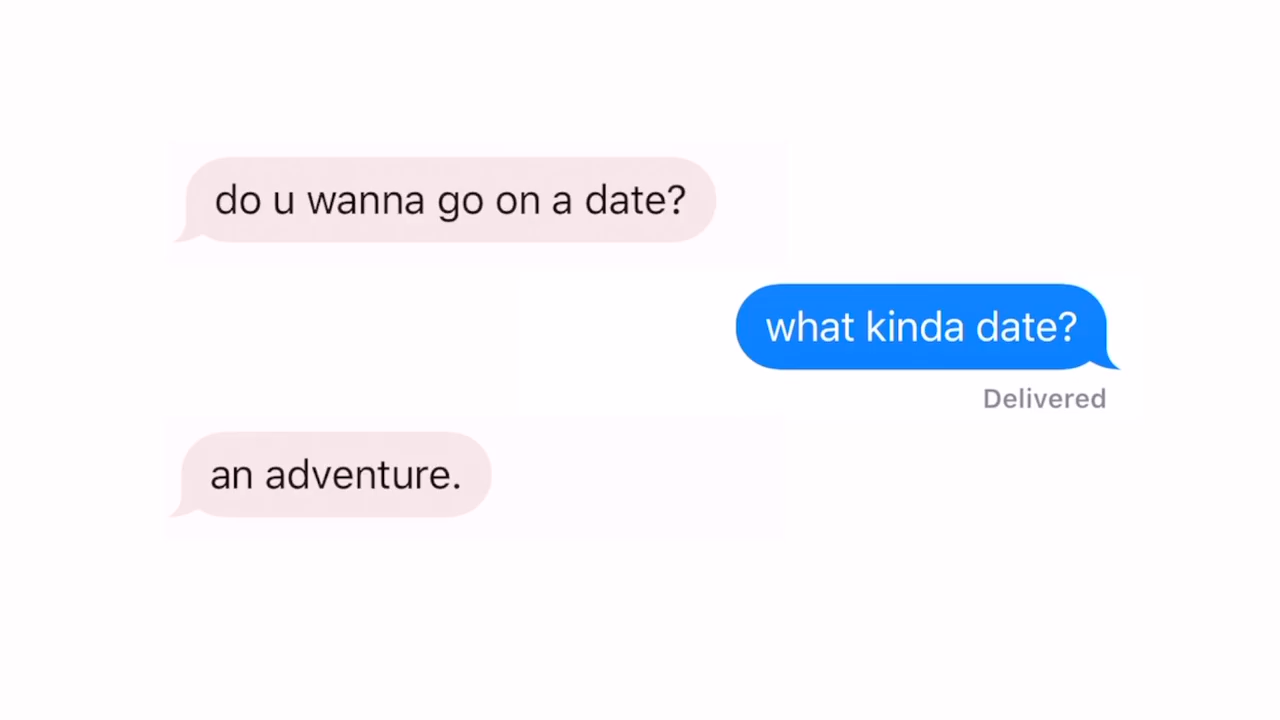 do u wanna go on a date?
what kinda date?
Delivered
an adventure.